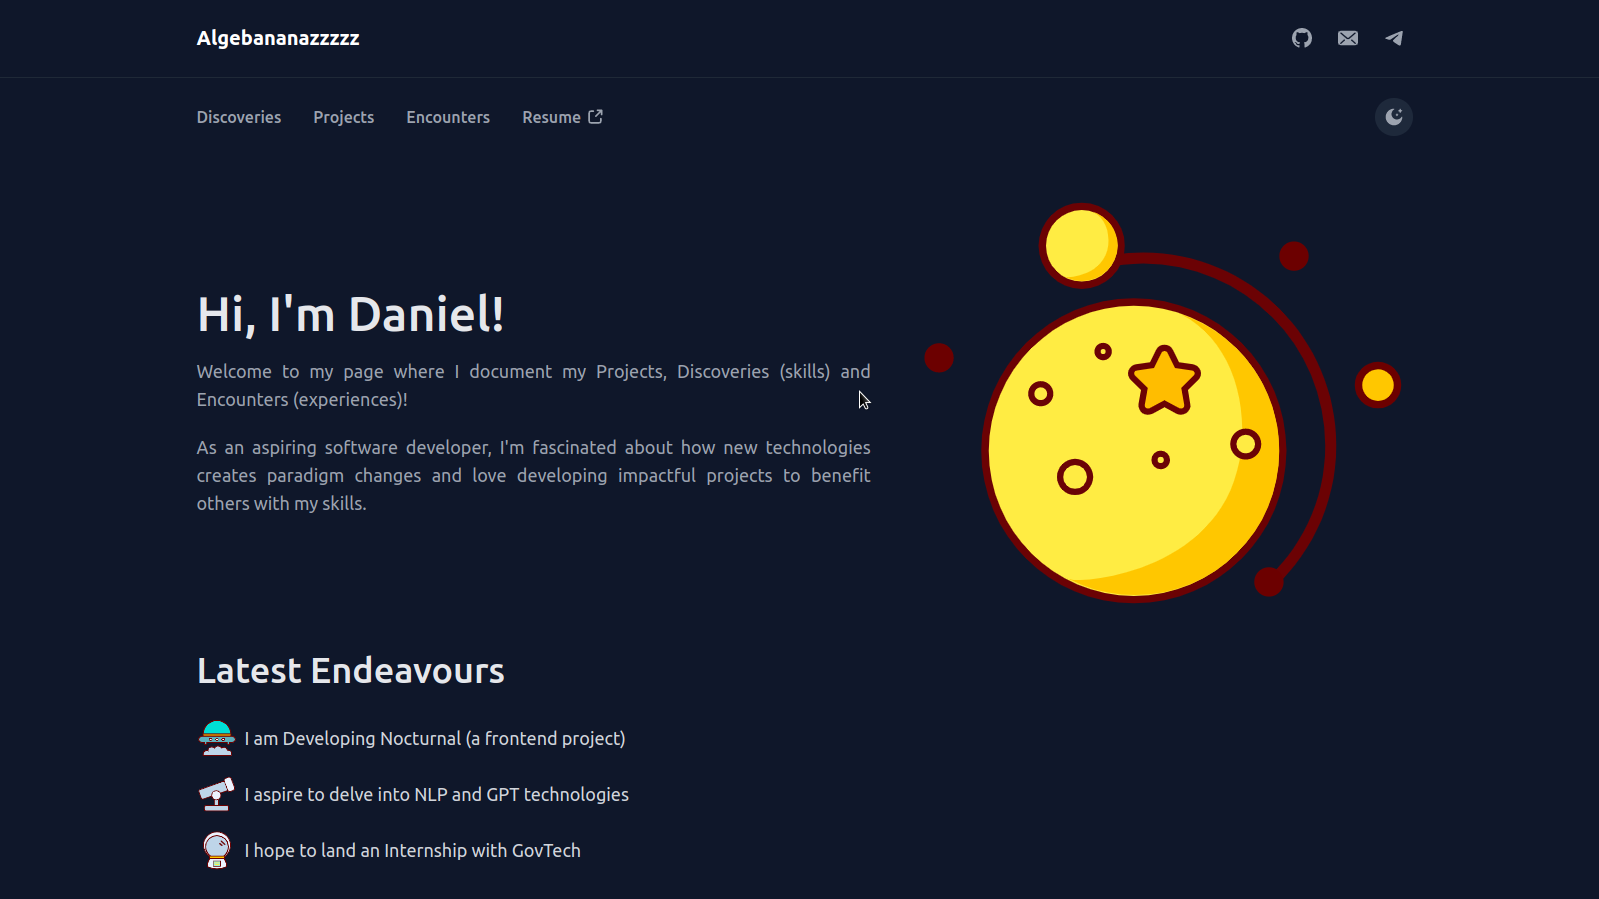 Algebananazzzzz
Discoveries Projects Encounters Resume
Hi, I'm Daniel!
Welcome to my page where I document my Projects, Discoveries (skills) and
Encounters (experiences)!
As an aspiring software developer, I'm fascinated about how new technologies
creates paradigm changes and love developing impactful projects to benefit
others with my skills.
Latest Endeavours
I am Developing Nocturnal (a frontend project)
I aspire to delve into NLP and GPT technologies
I hope to land an Internship with GovTech